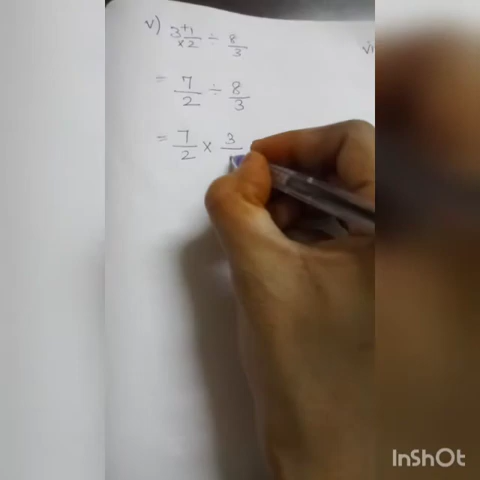 v) 3 + 1/× 2 ÷ 8/3
= 7/2 ÷ 8/3
= 7/2 × 3/
InShOt